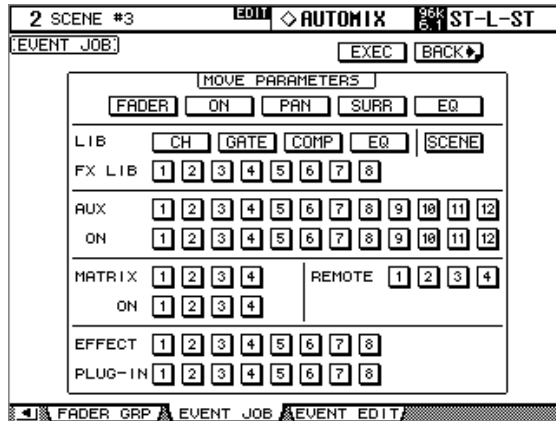 2 SCENE #3 EDIT ◇AUTOMIX 96k 6.1 ST-L-ST
EVENT JOB EXEC BACK
MOVE PARAMETERS
FADER ON PAN SURR EQ
LIB CH GATE COMP EQ SCENE
FX LIB 1 2 3 4 5 6 7 8
AUX 1 2 3 4 5 6 7 8 9 10 11 12
ON 1 2 3 4 5 6 7 8 9 10 11 12
MATRIX 1 2 3 4 REMOTE 1 2 3 4
ON 1 2 3 4
EFFECT 1 2 3 4 5 6 7 8
PLUG-IN 1 2 3 4 5 6 7 8
FADER GRP EVENT JOB EVENT EDIT